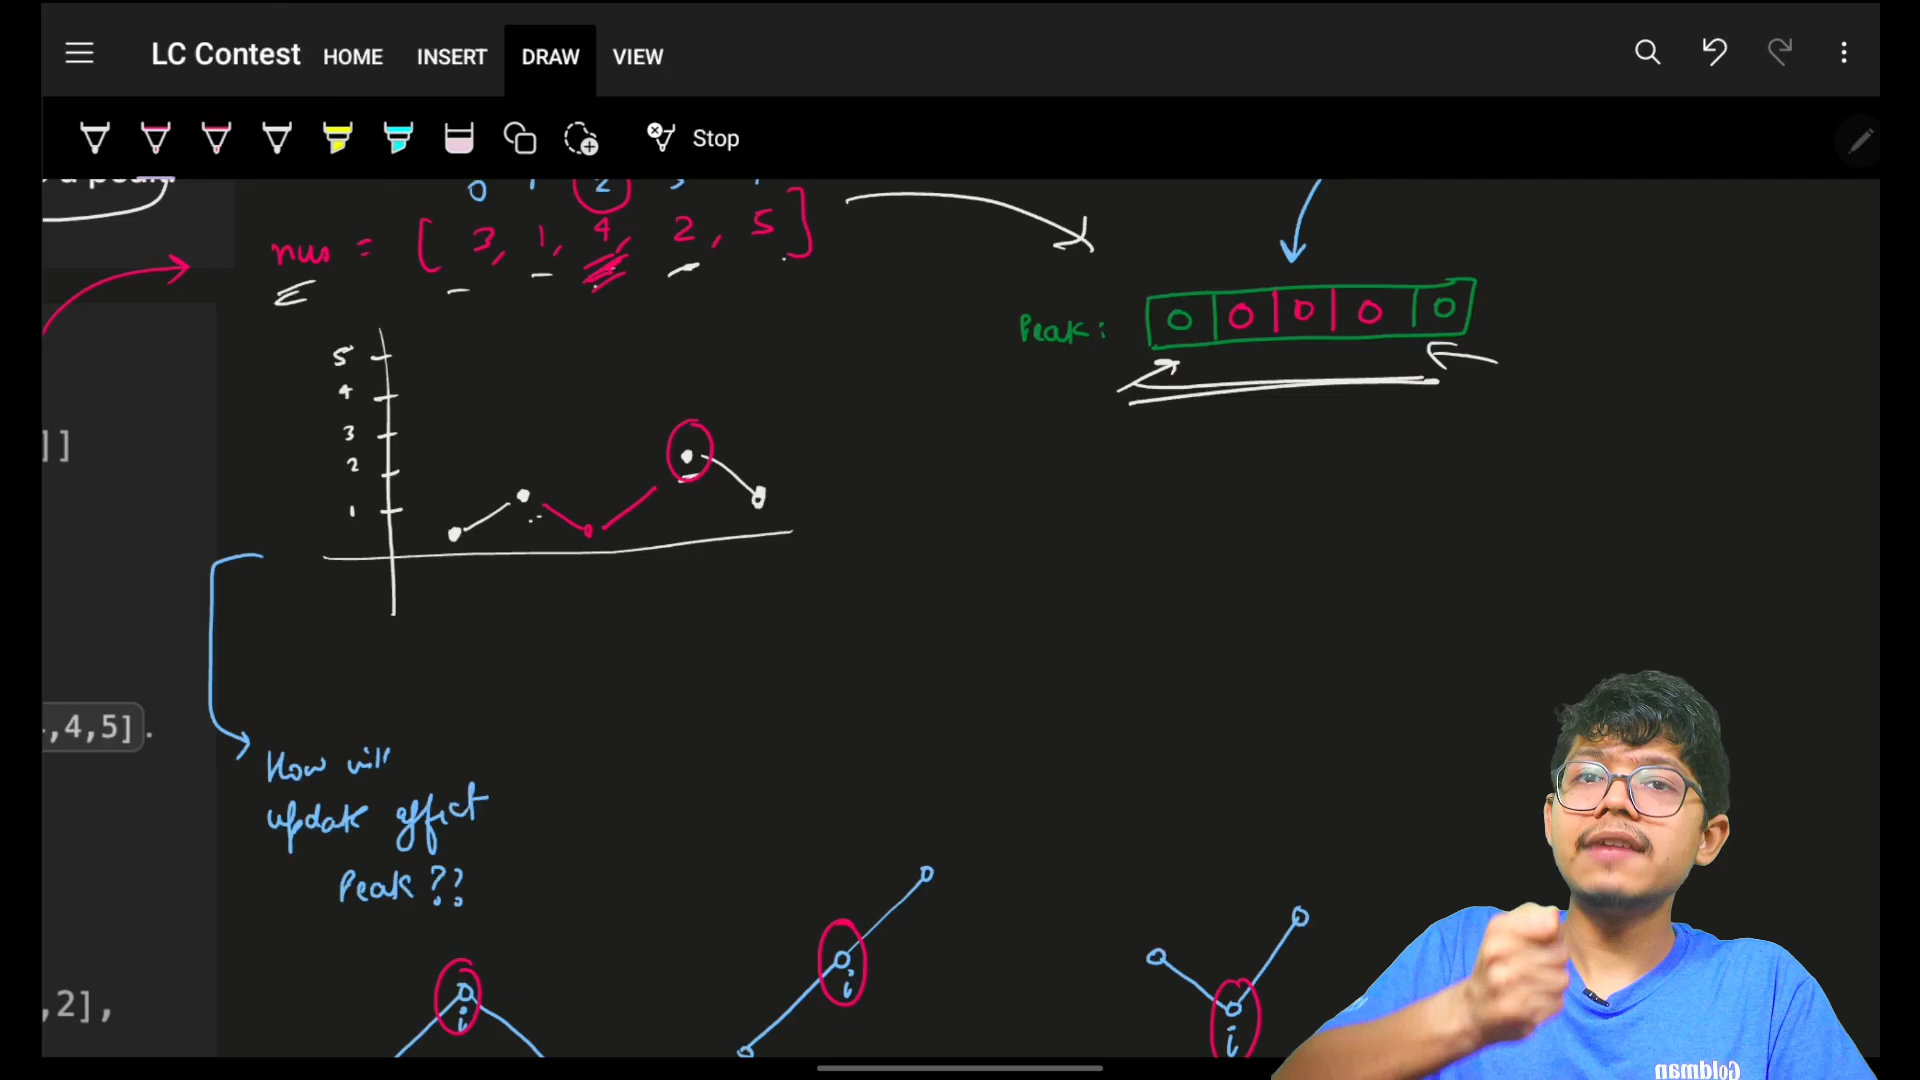 LC Contest HOME INSERT DRAW VIEW
Stop
0 2
nus = [ 3, 1, 4, 2, 5 ]
Peak: 0 0 0 0 0
5
4
3
2
1
]]
,4,5].
How will
update effect
Peak ??
,2],
i
i
i
Goldman